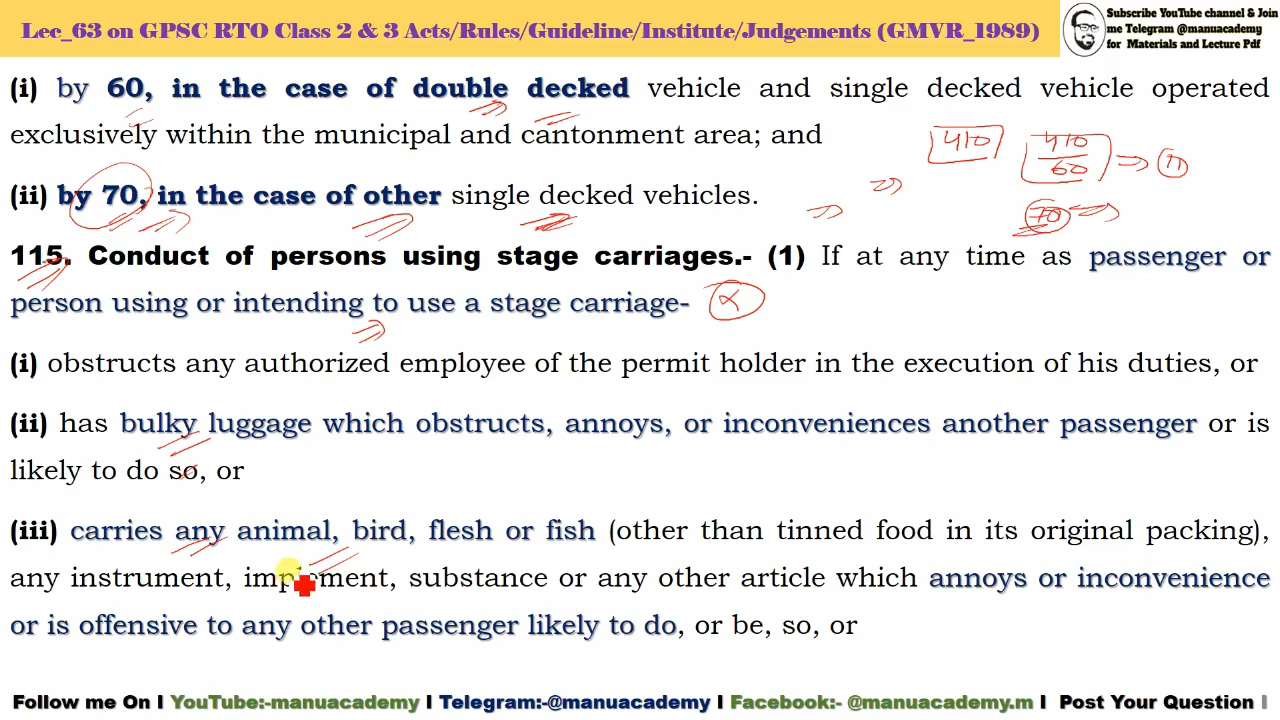 Lec_63 on GPSC RTO Class 2 & 3 Acts/Rules/Guideline/Institute/Judgements (GMVR_1989)
Subscribe YouTube channel & Join
me Telegram @manuacademy
for Materials and Lecture Pdf
(i) by 60, in the case of double decked vehicle and single decked vehicle operated
exclusively within the municipal and cantonment area; and
410
410
60
11
(ii) by 70, in the case of other single decked vehicles.
70
115. Conduct of persons using stage carriages.- (1) If at any time as passenger or
person using or intending to use a stage carriage-
(i) obstructs any authorized employee of the permit holder in the execution of his duties, or
(ii) has bulky luggage which obstructs, annoys, or inconveniences another passenger or is
likely to do so, or
(iii) carries any animal, bird, flesh or fish (other than tinned food in its original packing),
any instrument, implement, substance or any other article which annoys or inconvenience
or is offensive to any other passenger likely to do, or be, so, or
Follow me On I YouTube:-manuacademy I Telegram:-@manuacademy I Facebook:- @manuacademy.m I Post Your Question I